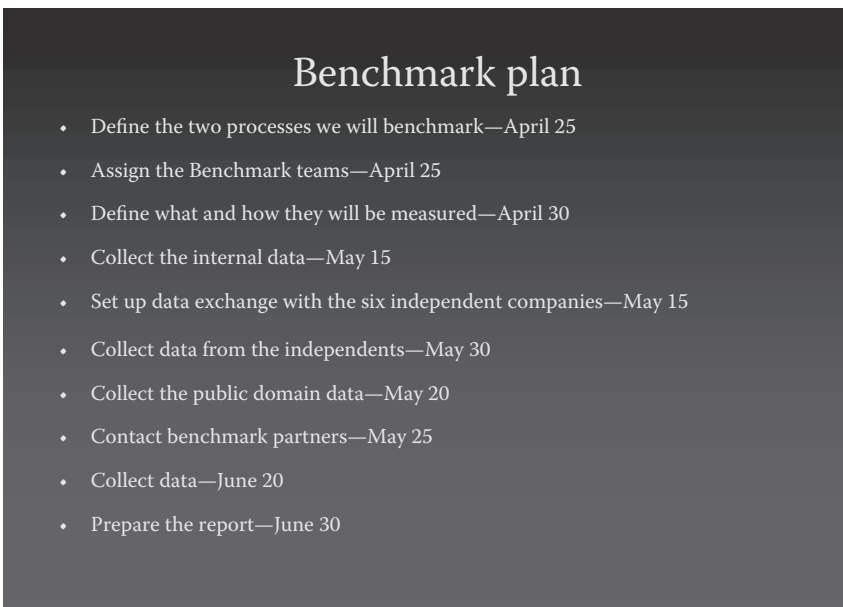 Benchmark plan
• Define the two processes we will benchmark—April 25
• Assign the Benchmark teams—April 25
• Define what and how they will be measured—April 30
• Collect the internal data—May 15
• Set up data exchange with the six independent companies—May 15
• Collect data from the independents—May 30
• Collect the public domain data—May 20
• Contact benchmark partners—May 25
• Collect data—June 20
• Prepare the report—June 30